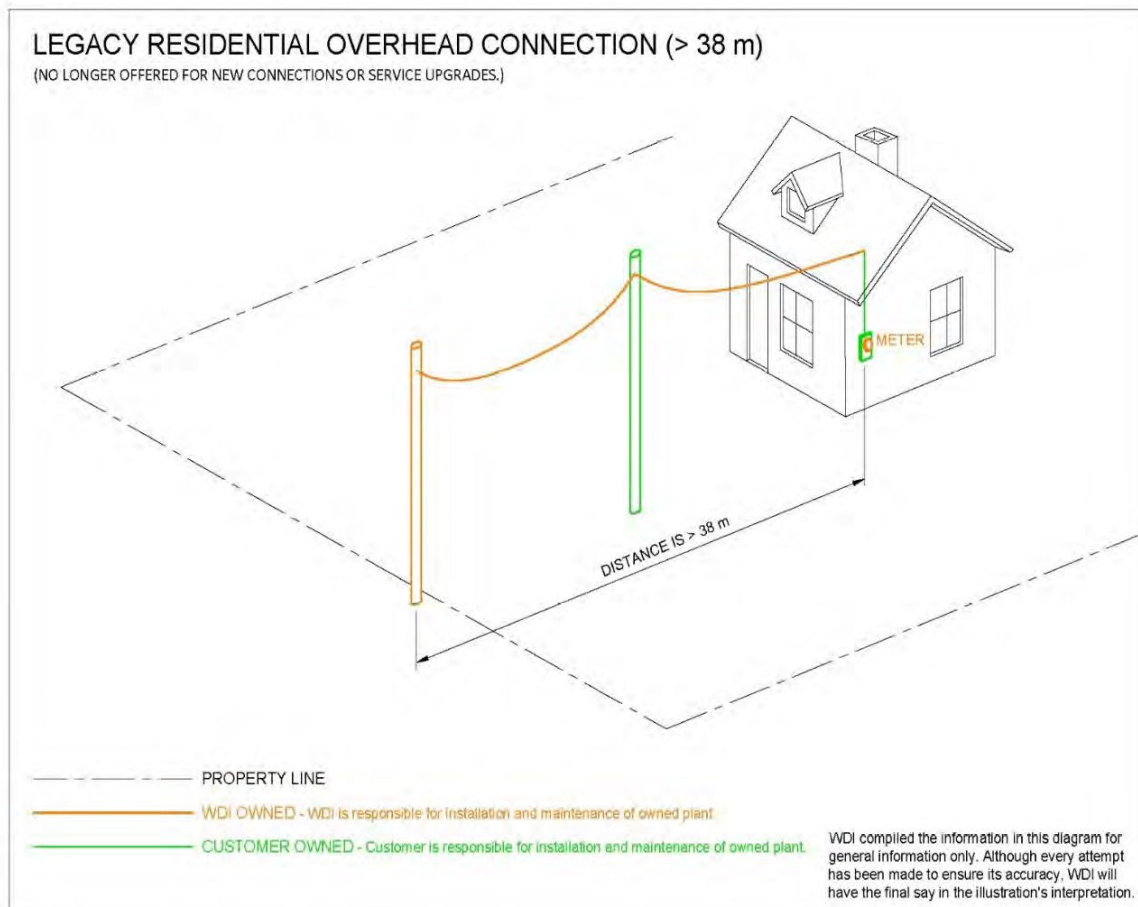 LEGACY RESIDENTIAL OVERHEAD CONNECTION (> 38 m)
(NO LONGER OFFERED FOR NEW CONNECTIONS OR SERVICE UPGRADES.)
METER
DISTANCE IS > 38 m
PROPERTY LINE
WDI OWNED - WDI is responsible for installation and maintenance of owned plant
CUSTOMER OWNED - Customer is responsible for installation and maintenance of owned plant.
WDI compiled the information in this diagram for
general information only. Although every attempt
has been made to ensure its accuracy, WDI will
have the final say in the illustration's interpretation.